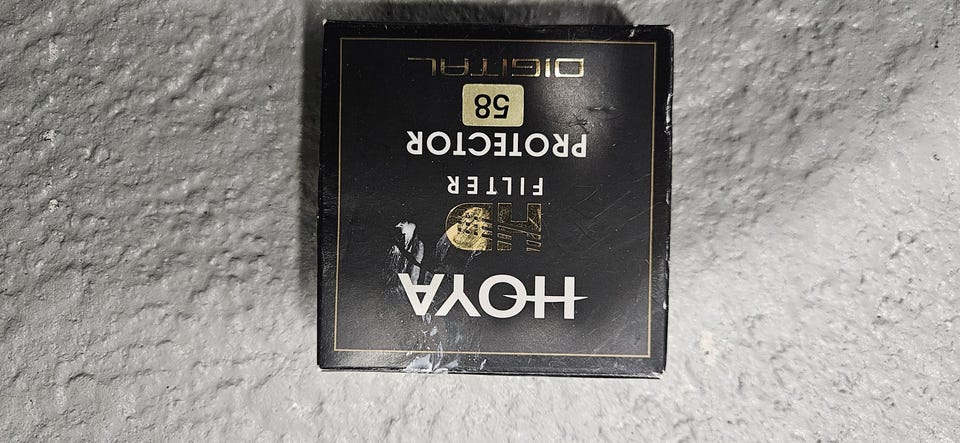 HOYA
HD
FILTER
PROTECTOR
58
DIGITAL